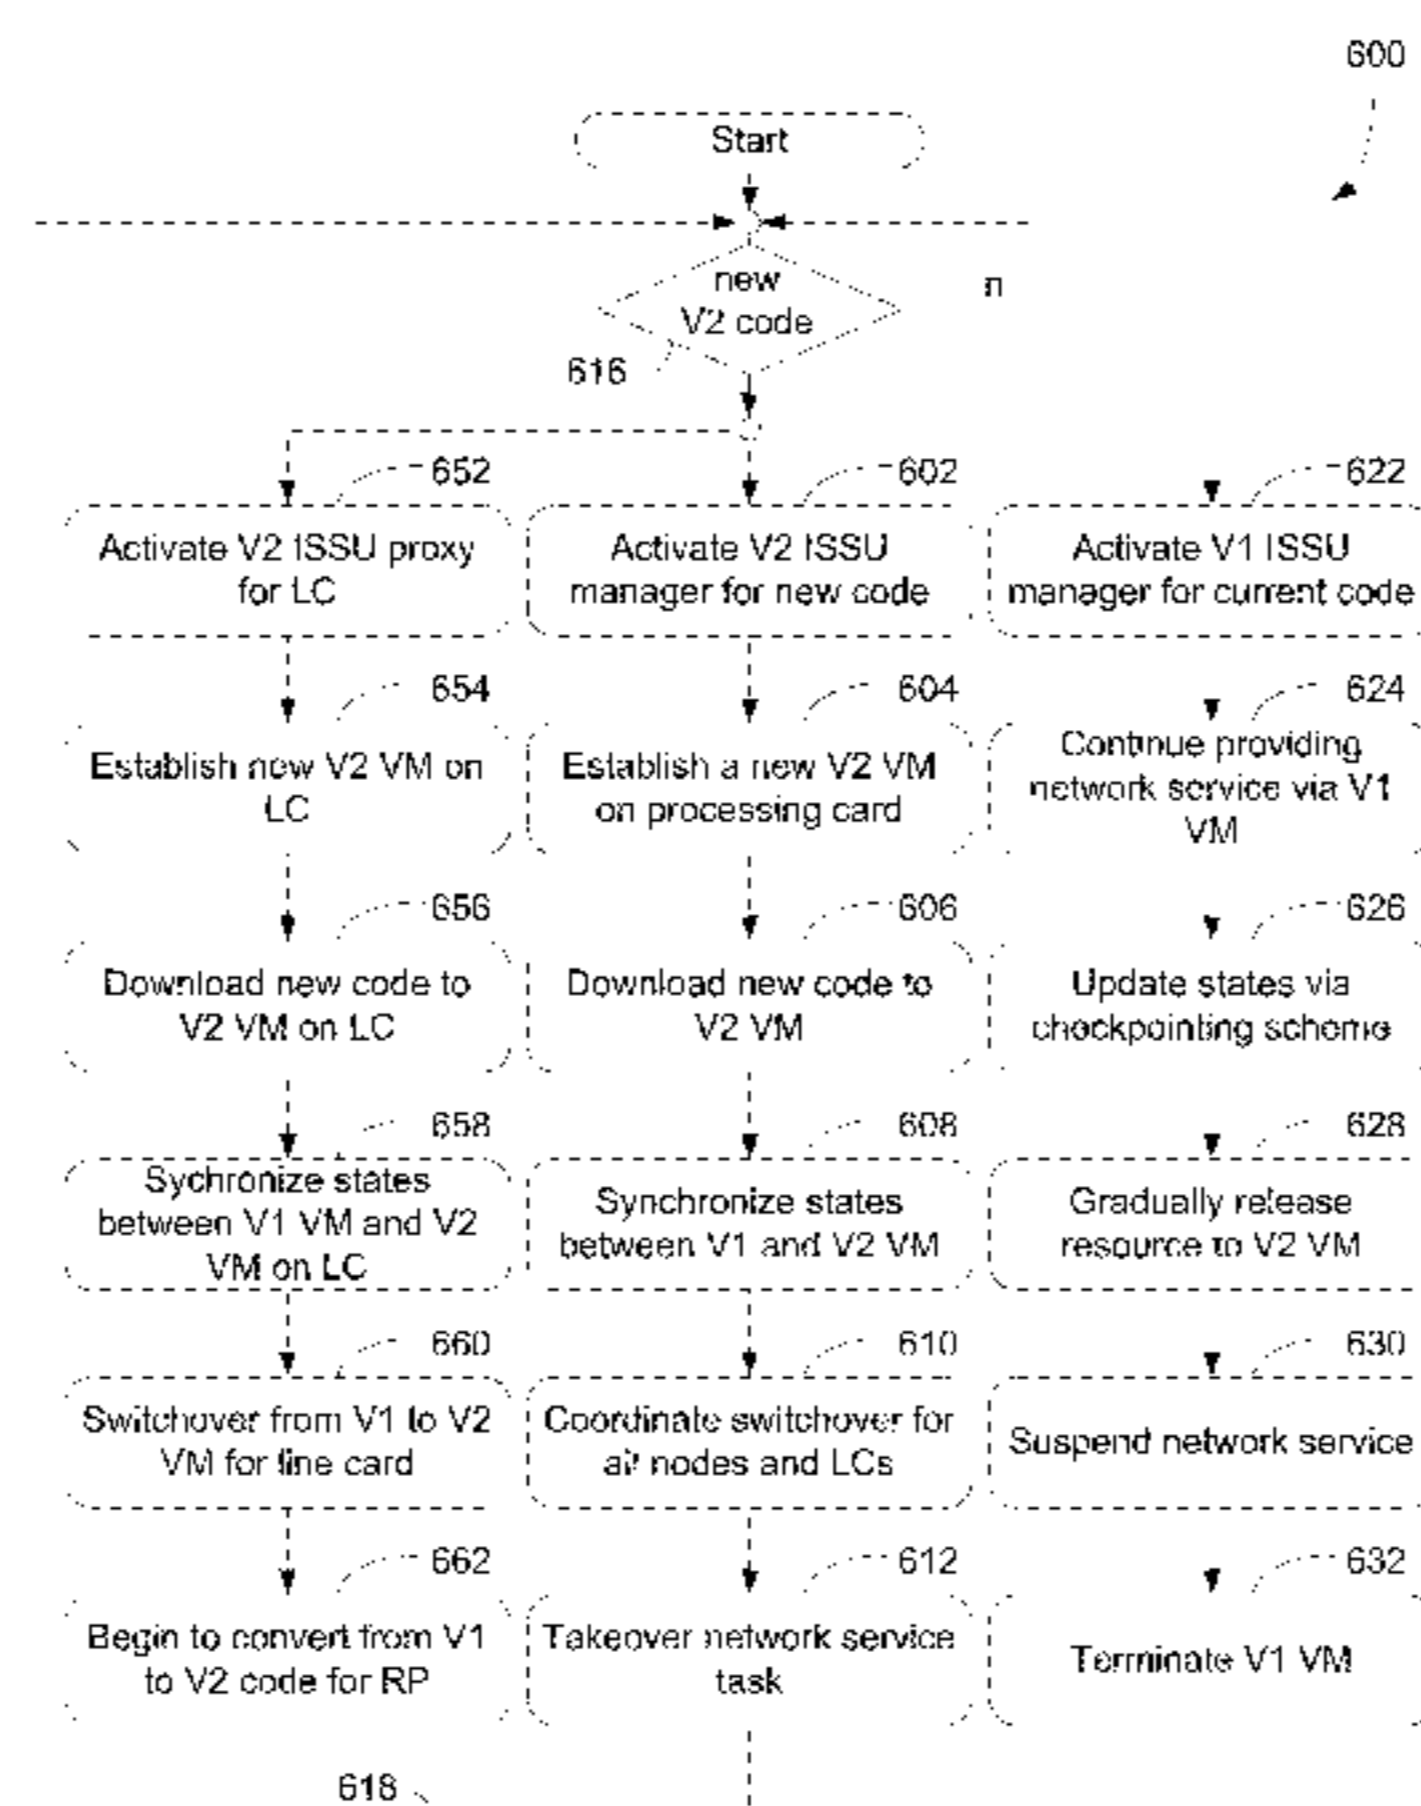 600
Start
new
V2 code
n
616
652
Activate V2 ISSU proxy
for LC
602
Activate V2 ISSU
manager for new code
622
Activate V1 ISSU
manager for current code
654
Establish new V2 VM on
LC
604
Establish a new V2 VM
on processing card
624
Continue providing
network service via V1
VM
656
Download new code to
V2 VM on LC
606
Download new code to
V2 VM
626
Update states via
checkpointing scheme
658
Sychronize states
between V1 VM and V2
VM on LC
608
Synchronize states
between V1 and V2 VM
628
Gradually release
resource to V2 VM
660
Switchover from V1 to V2
VM for line card
610
Coordinate switchover for
all nodes and LCs
630
Suspend network service
662
Begin to convert from V1
to V2 code for RP
612
Takeover network service
task
632
Terminate V1 VM
618